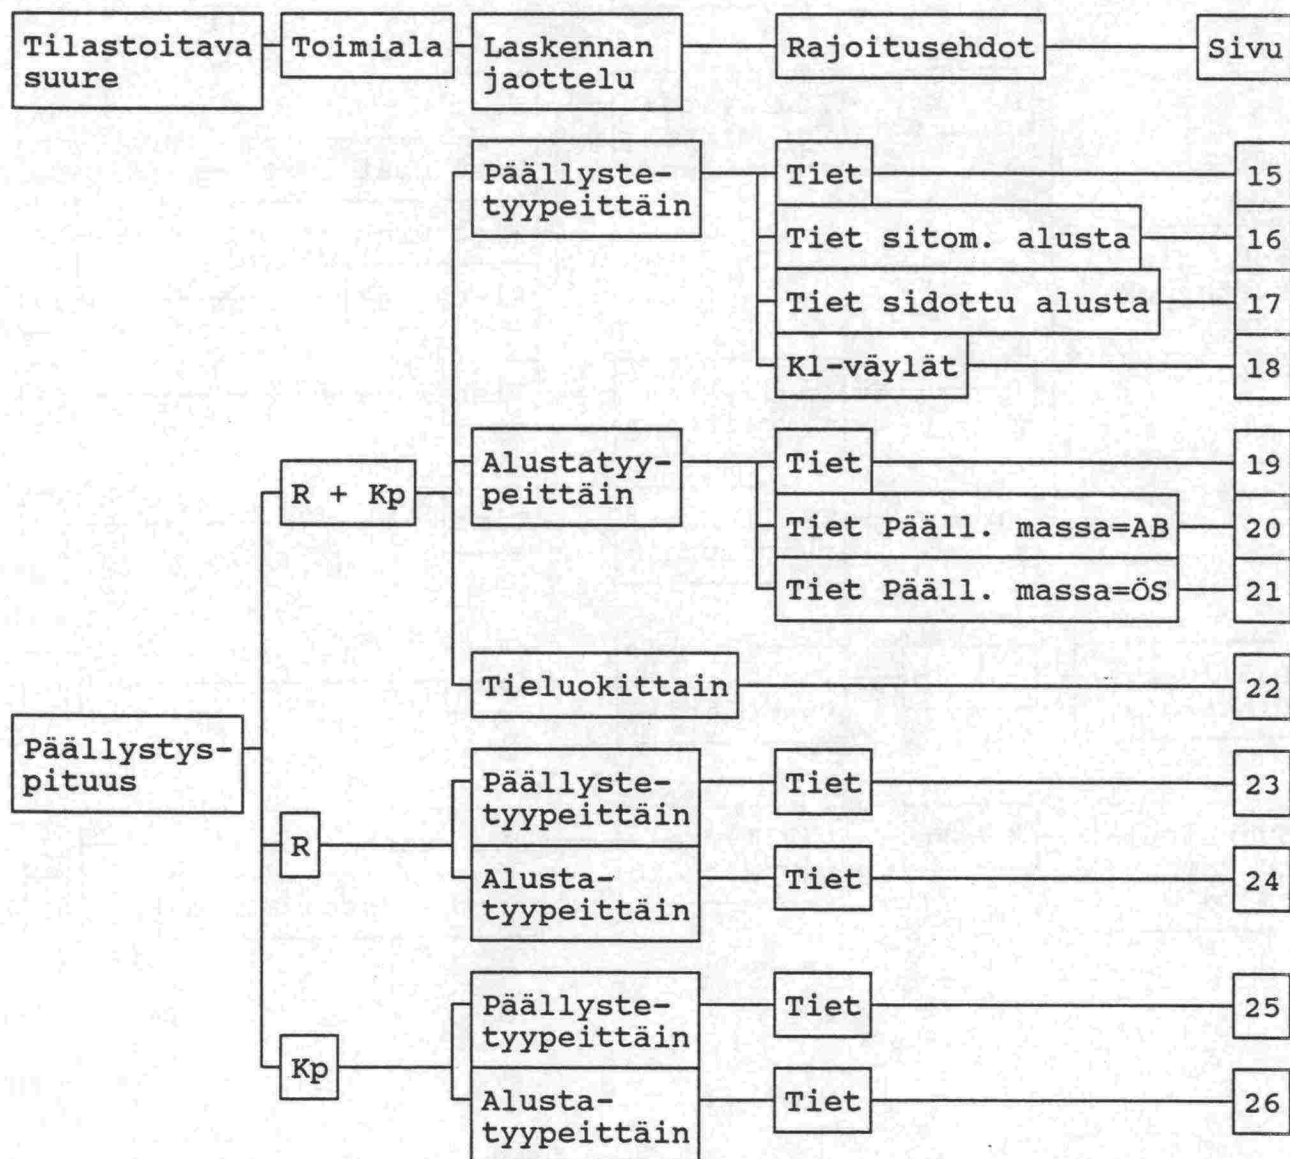 Tilastoitava suure
Toimiala
Laskennan jaottelu
Rajoitusehdot
Sivu
Päällyste-
tyypeittäin
Tiet
15
Tiet sitom. alusta
16
Tiet sidottu alusta
17
Kl-väylät
18
R + Kp
Alustatyy-
peittäin
Tiet
19
Tiet Pääll. massa=AB
20
Tiet Pääll. massa=ÖS
21
Tieluokittain
22
Päällystys-
pituus
R
Päällyste-
tyypeittäin
Tiet
23
Alusta-
tyypeittäin
Tiet
24
Kp
Päällyste-
tyypeittäin
Tiet
25
Alusta-
tyypeittäin
Tiet
26